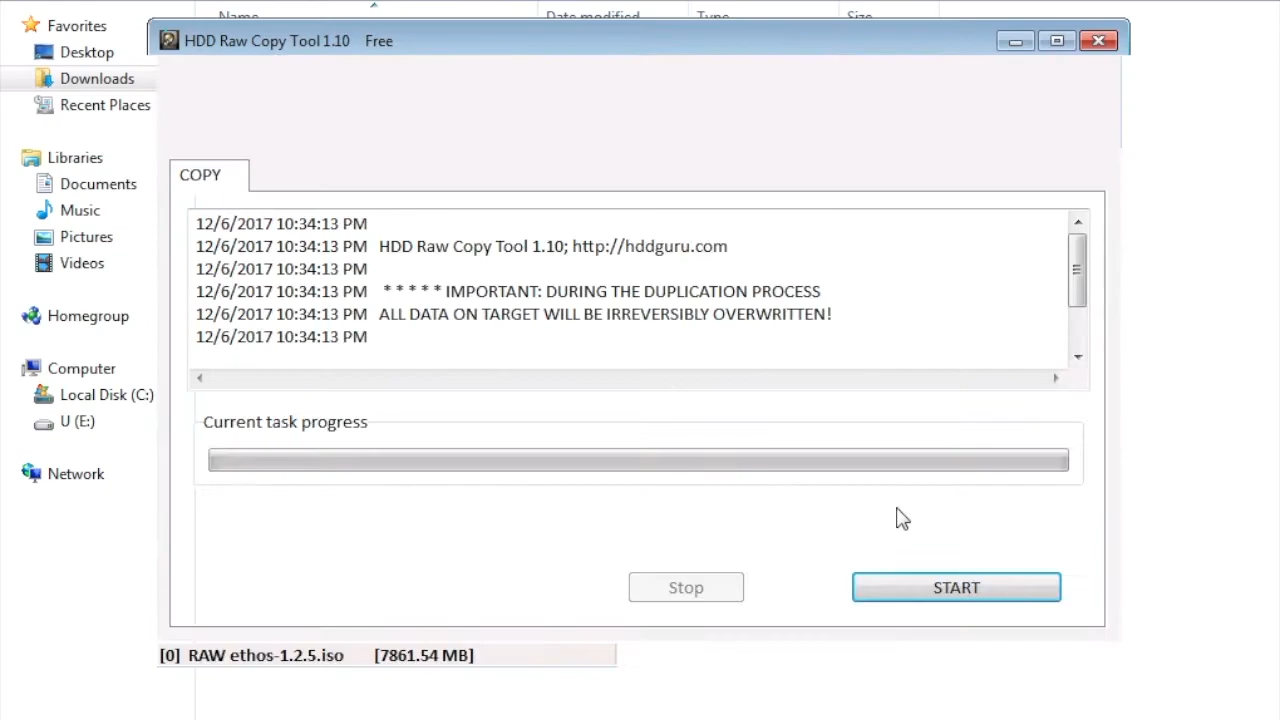 Name Date modified Type Size
Favorites
Desktop
Downloads
Recent Places
Libraries
Documents
Music
Pictures
Videos
Homegroup
Computer
Local Disk (C:)
U (E:)
Network
HDD Raw Copy Tool 1.10 Free
COPY
12/6/2017 10:34:13 PM
12/6/2017 10:34:13 PM HDD Raw Copy Tool 1.10; http://hddguru.com
12/6/2017 10:34:13 PM
12/6/2017 10:34:13 PM * * * * * IMPORTANT: DURING THE DUPLICATION PROCESS
12/6/2017 10:34:13 PM ALL DATA ON TARGET WILL BE IRREVERSIBLY OVERWRITTEN!
12/6/2017 10:34:13 PM
Current task progress
Stop START
[0] RAW ethos-1.2.5.iso [7861.54 MB]